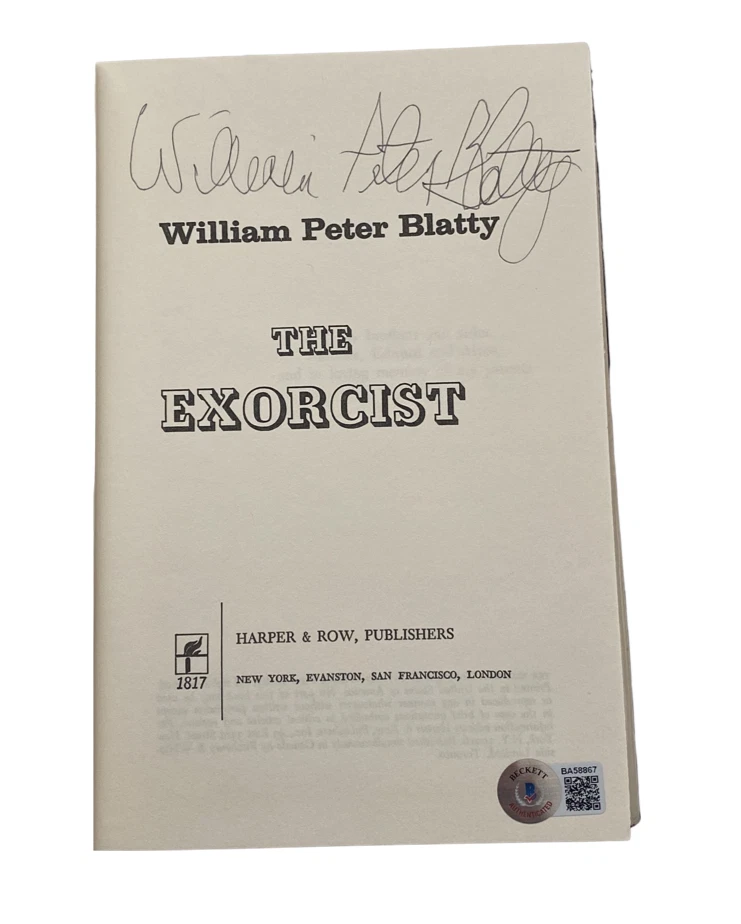 William Peter Blatty
William Peter Blatty
THE
EXORCIST
1817
HARPER & ROW, PUBLISHERS
NEW YORK, EVANSTON, SAN FRANCISCO, LONDON
BECKETT
AUTHENTICATED
BA58867